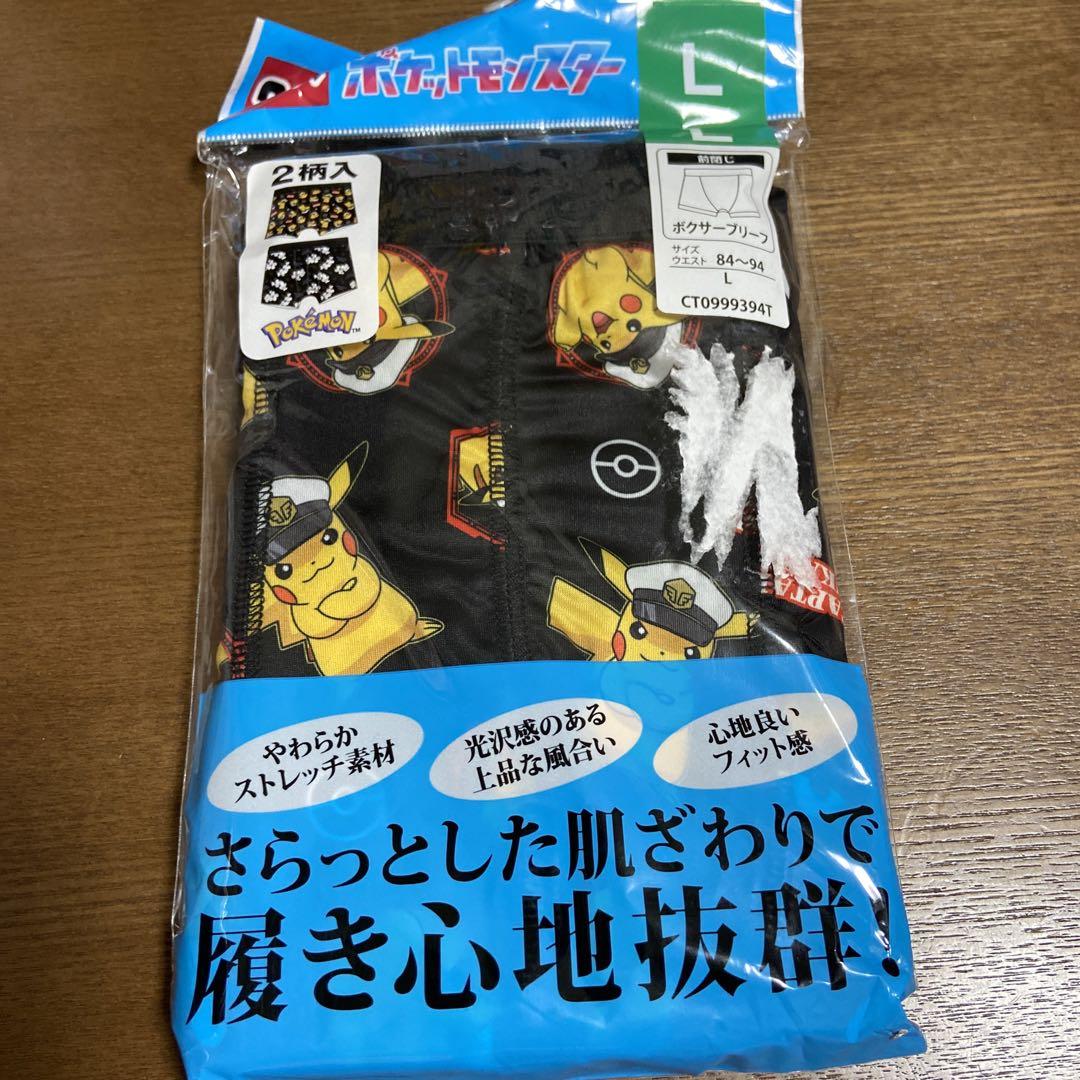 ポケットモンスター
L
2柄入
POKÉMON™
前閉じ
ボクサーブリーフ
サイズ
ウエスト 84～94
L
CT0999394T
やわらか
ストレッチ素材
光沢感のある
上品な風合い
心地良い
フィット感
さらっとした肌ざわりで
履き心地抜群!